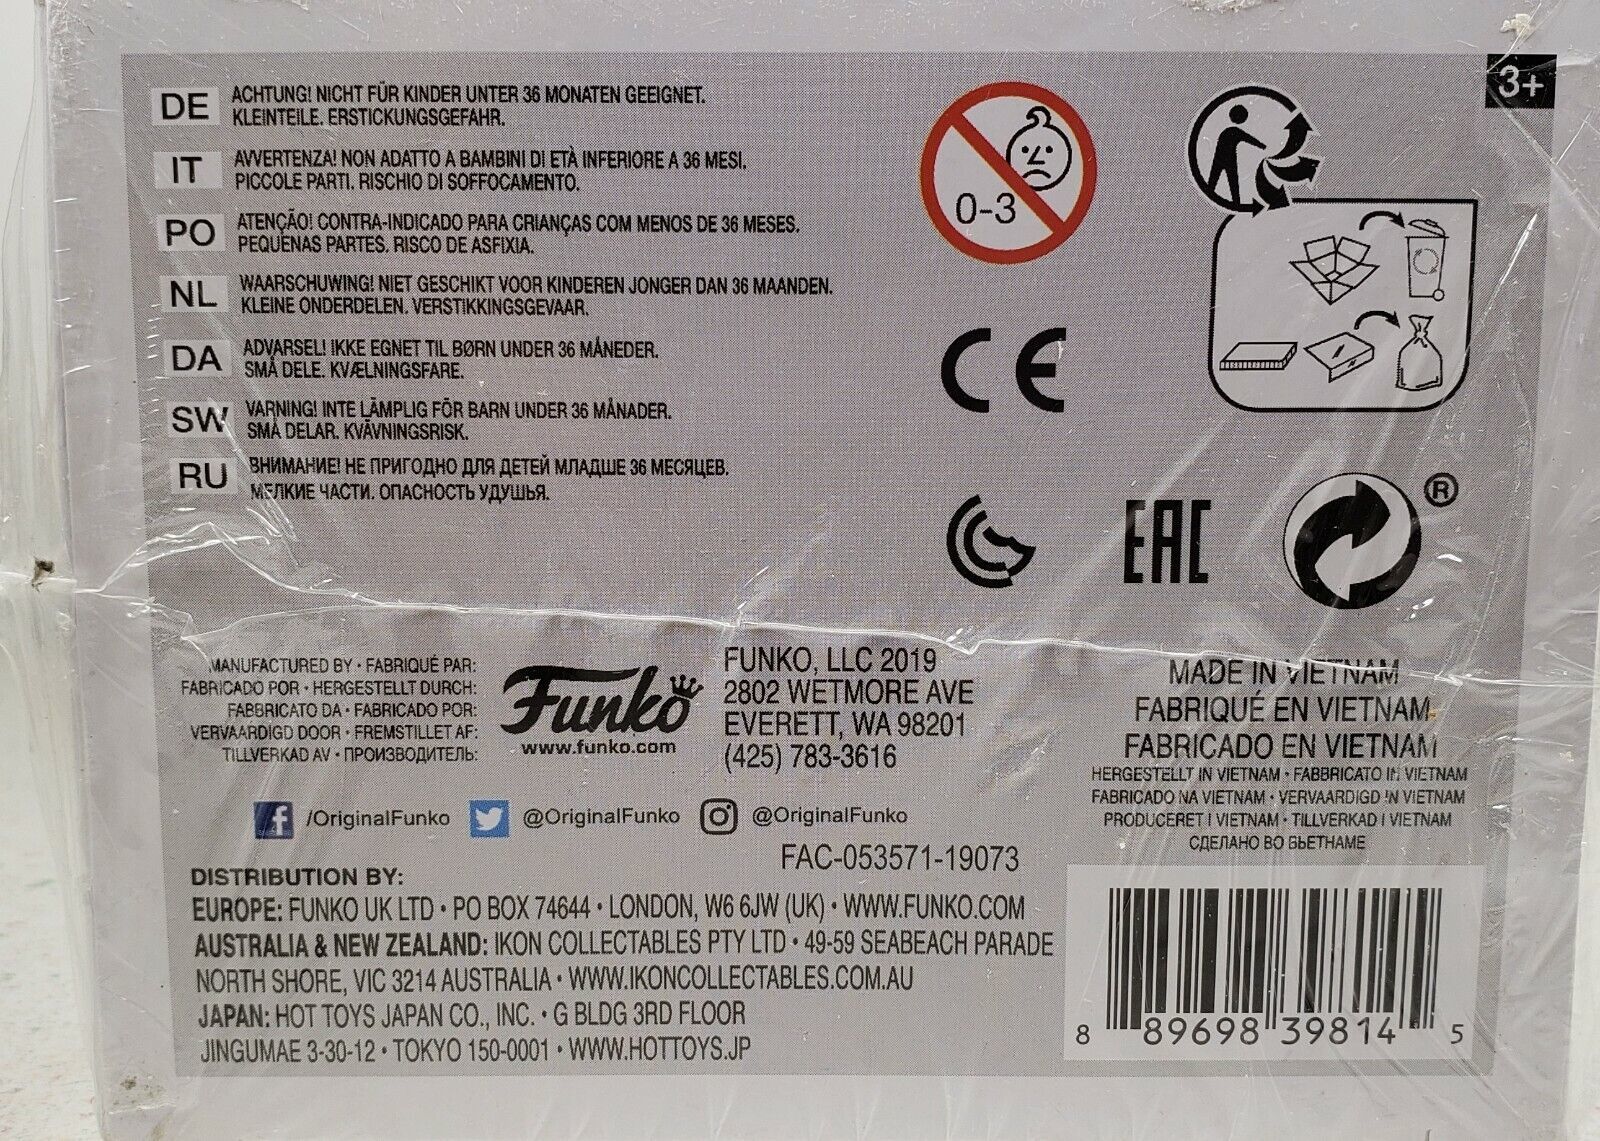 3+
DE ACHTUNG! NICHT FÜR KINDER UNTER 36 MONATEN GEEIGNET.
KLEINTEILE. ERSTICKUNGSGEFAHR.
IT AVVERTENZA! NON ADATTO A BAMBINI DI ETÀ INFERIORE A 36 MESI.
PICCOLE PARTI. RISCHIO DI SOFFOCAMENTO.
PO ATENÇÃO! CONTRA-INDICADO PARA CRIANÇAS COM MENOS DE 36 MESES.
PEQUENAS PARTES. RISCO DE ASFIXIA.
NL WAARSCHUWING! NIET GESCHIKT VOOR KINDEREN JONGER DAN 36 MAANDEN.
KLEINE ONDERDELEN. VERSTIKKINGSGEVAAR.
DA ADVARSEL! IKKE EGNET TIL BØRN UNDER 36 MÅNEDER.
SMÅ DELE. KVÆLNINGSFARE.
SW VARNING! INTE LÄMPLIG FÖR BARN UNDER 36 MÅNADER.
SMÅ DELAR. KVÄVNINGSRISK.
RU ВНИМАНИЕ! НЕ ПРИГОДНО ДЛЯ ДЕТЕЙ МЛАДШЕ 36 МЕСЯЦЕВ.
МЕЛКИЕ ЧАСТИ. ОПАСНОСТЬ УДУШЬЯ.
0-3
CE
EAC
®
MANUFACTURED BY • FABRIQUÉ PAR:
FABRICADO POR • HERGESTELLT DURCH:
FABBRICATO DA • FABRICADO POR:
VERVAARDIGD DOOR • FREMSTILLET AF:
TILLVERKAD AV • ПРОИЗВОДИТЕЛЬ:
Funko
www.funko.com
FUNKO, LLC 2019
2802 WETMORE AVE
EVERETT, WA 98201
(425) 783-3616
/OriginalFunko @OriginalFunko @OriginalFunko
FAC-053571-19073
DISTRIBUTION BY:
EUROPE: FUNKO UK LTD • PO BOX 74644 • LONDON, W6 6JW (UK) • WWW.FUNKO.COM
AUSTRALIA & NEW ZEALAND: IKON COLLECTABLES PTY LTD • 49-59 SEABEACH PARADE
NORTH SHORE, VIC 3214 AUSTRALIA • WWW.IKONCOLLECTABLES.COM.AU
JAPAN: HOT TOYS JAPAN CO., INC. • G BLDG 3RD FLOOR
JINGUMAE 3-30-12 • TOKYO 150-0001 • WWW.HOTTOYS.JP
MADE IN VIETNAM
FABRIQUÉ EN VIETNAM
FABRICADO EN VIETNAM
HERGESTELLT IN VIETNAM • FABBRICATO IN VIETNAM
FABRICADO NA VIETNAM • VERVAARDIGD IN VIETNAM
PRODUCERET I VIETNAM • TILLVERKAD I VIETNAM
СДЕЛАНО ВО ВЬЕТНАМЕ
8 89698 39814 5